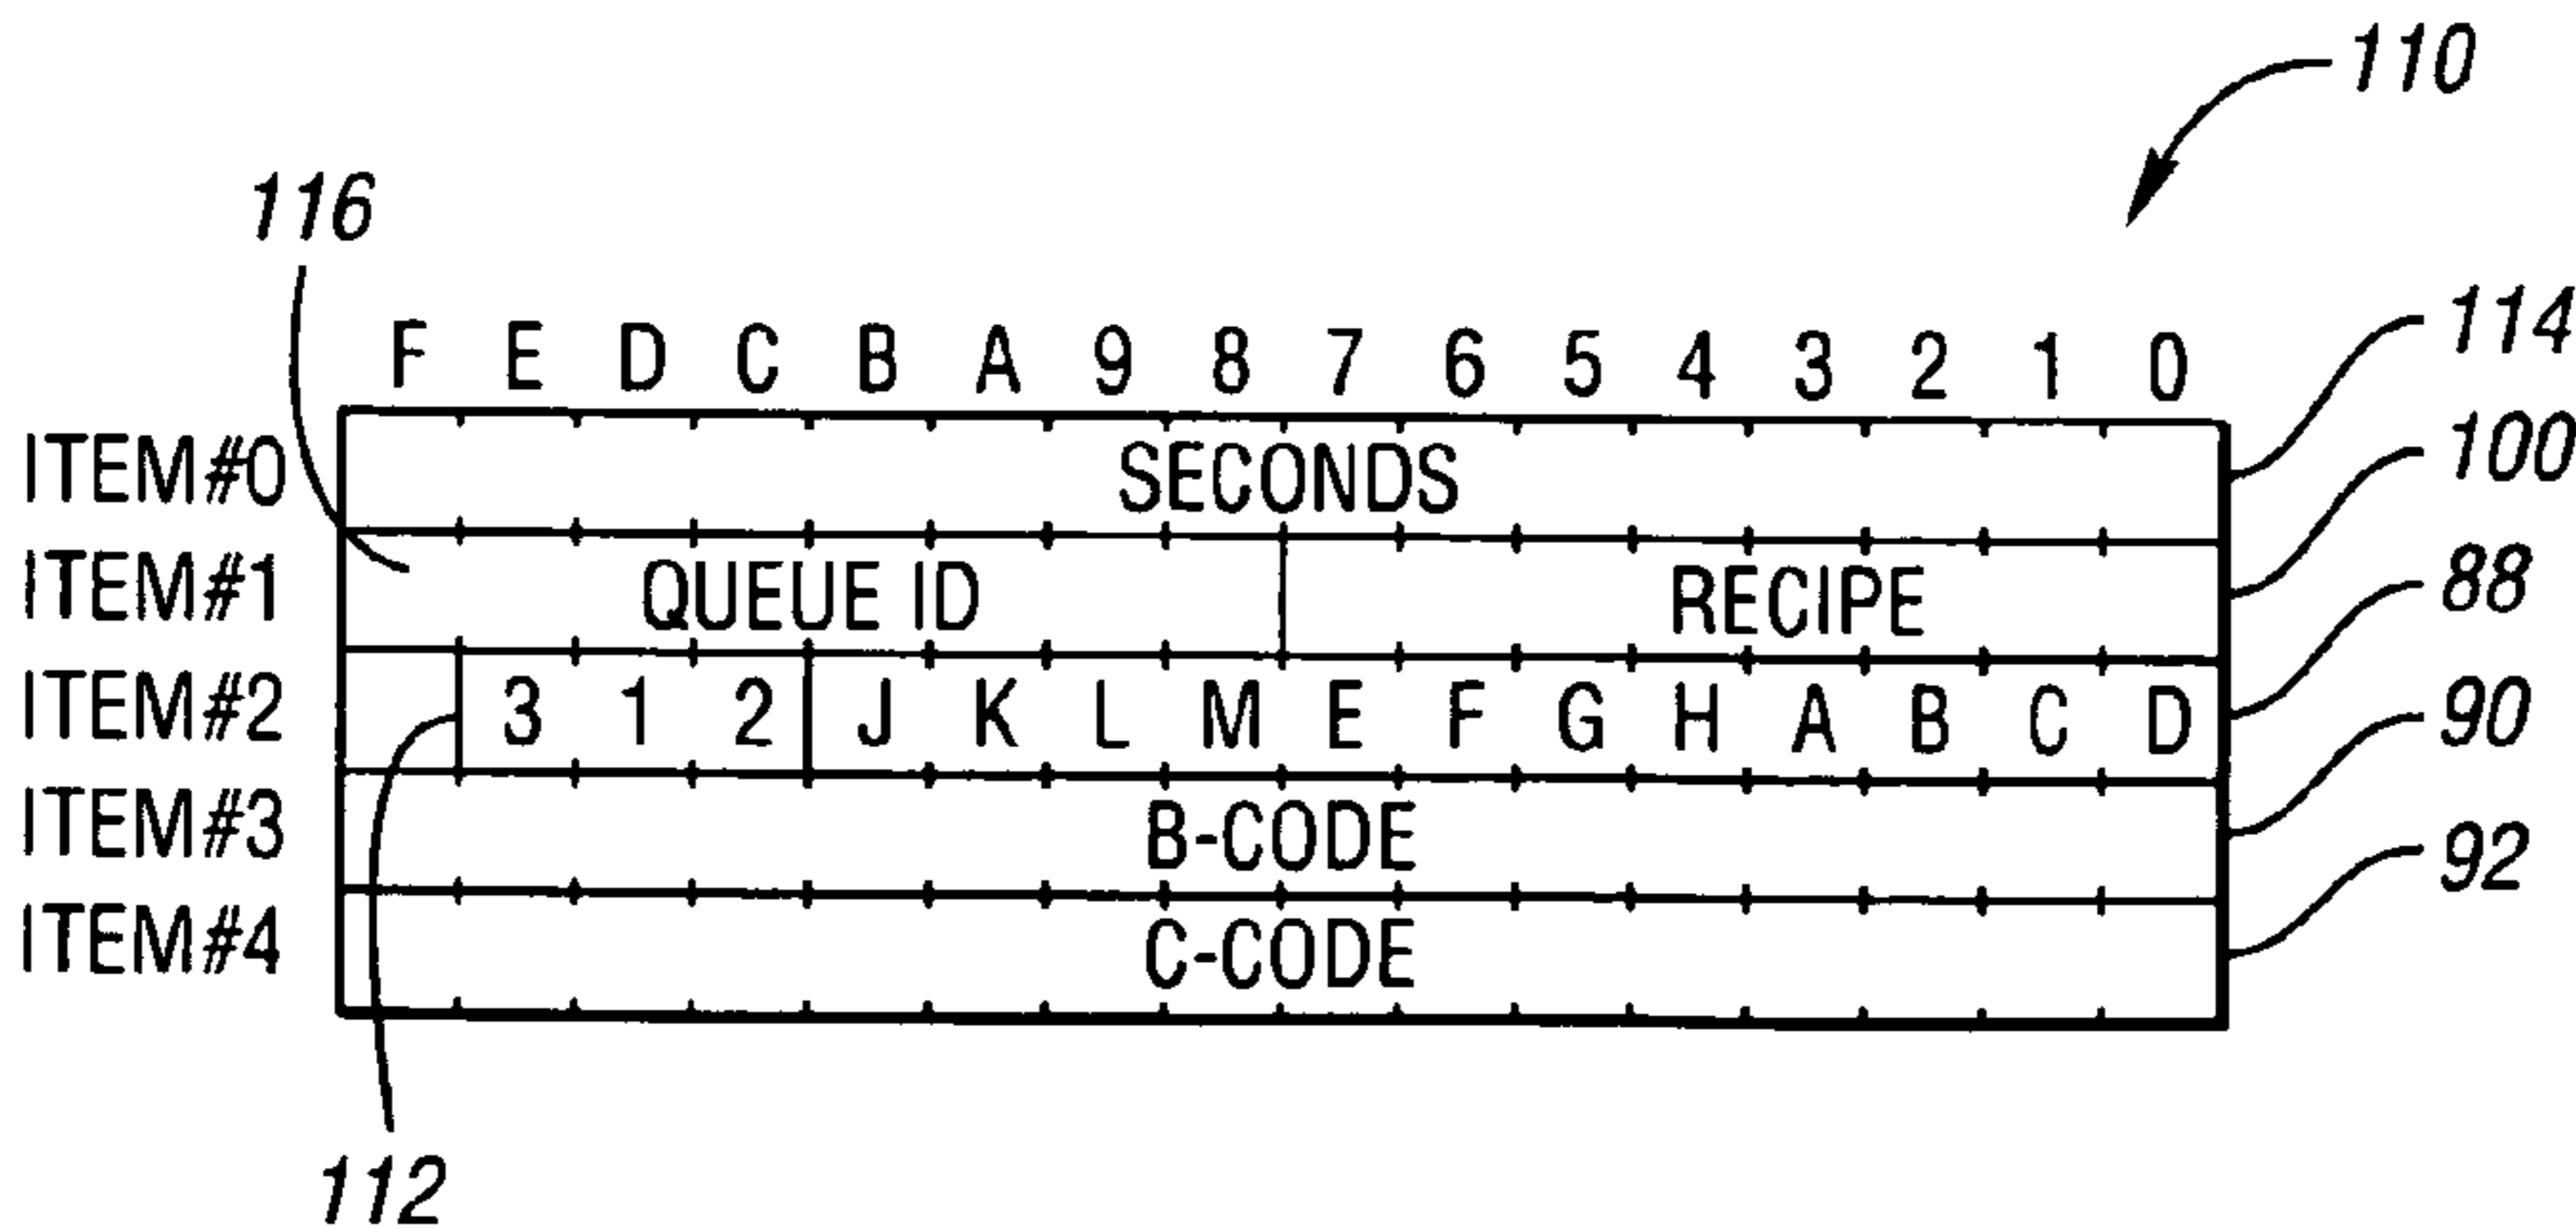 110
116
114
F E D C B A 9 8 7 6 5 4 3 2 1 0
100
ITEM#0 SECONDS
ITEM#1 QUEUE ID RECIPE 88
ITEM#2 3 1 2 J K L M E F G H A B C D 90
ITEM#3 B-CODE 92
ITEM#4 C-CODE
112